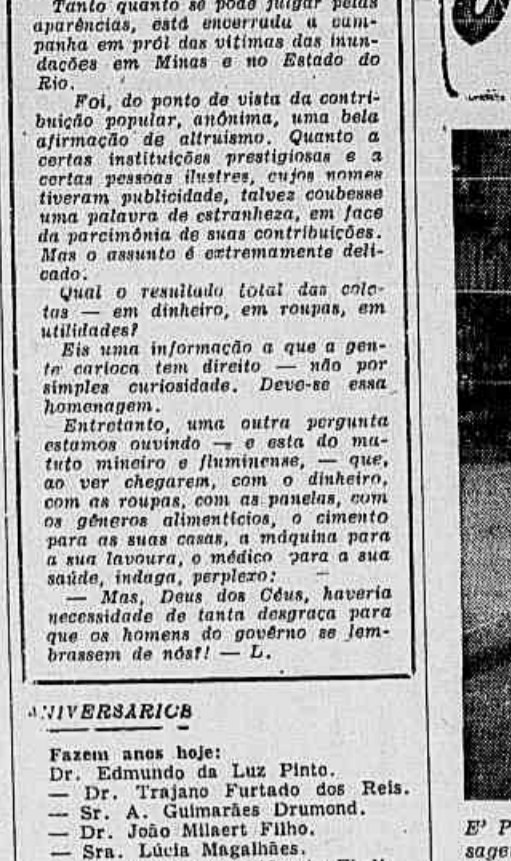 Tanto quanto se pode julgar pelas
aparências, está encerrada a cam-
panha em pról das vitimas das inun-
dações em Minas e no Estado do
Rio.
Foi, do ponto de vista da contri-
buição popular, anônima, uma bela
afirmação de altruismo. Quanto a
certas instituições prestigiosas e a
certas pessoas ilustres, cujos nomes
tiveram publicidade, talvez coubesse
uma palavra de estranheza, em face
da parcimônia de suas contribuições.
Mas o assunto é extremamente deli-
cado.
Qual o resultado total das cole-
tas — em dinheiro, em roupas, em
utilidades?
Eis uma informação a que a gen-
te carioca tem direito — não por
simples curiosidade. Deve-se essa
homenagem.
Entretanto, uma outra pergunta
estamos ouvindo — e esta do ma-
tuto mineiro e fluminense, — que,
ao ver chegarem, com o dinheiro,
com as roupas, com as panelas, com
os gêneros alimentícios, o cimento
para as suas casas, a máquina para
a sua lavoura, o médico para a sua
saúde, indaga, perplexo:
— Mas, Deus dos Céus, haveria
necessidade de tanta desgraça para
que os homens do govêrno se lem-
brassem de nós?! — L.
ANIVERSARIOS
Fazem anos hoje:
Dr. Edmundo da Luz Pinto.
— Dr. Trajano Furtado dos Reis.
— Sr. A. Guimarães Drumond.
— Dr. João Milaert Filho.
— Sra. Lúcia Magalhães.
E' P
sage